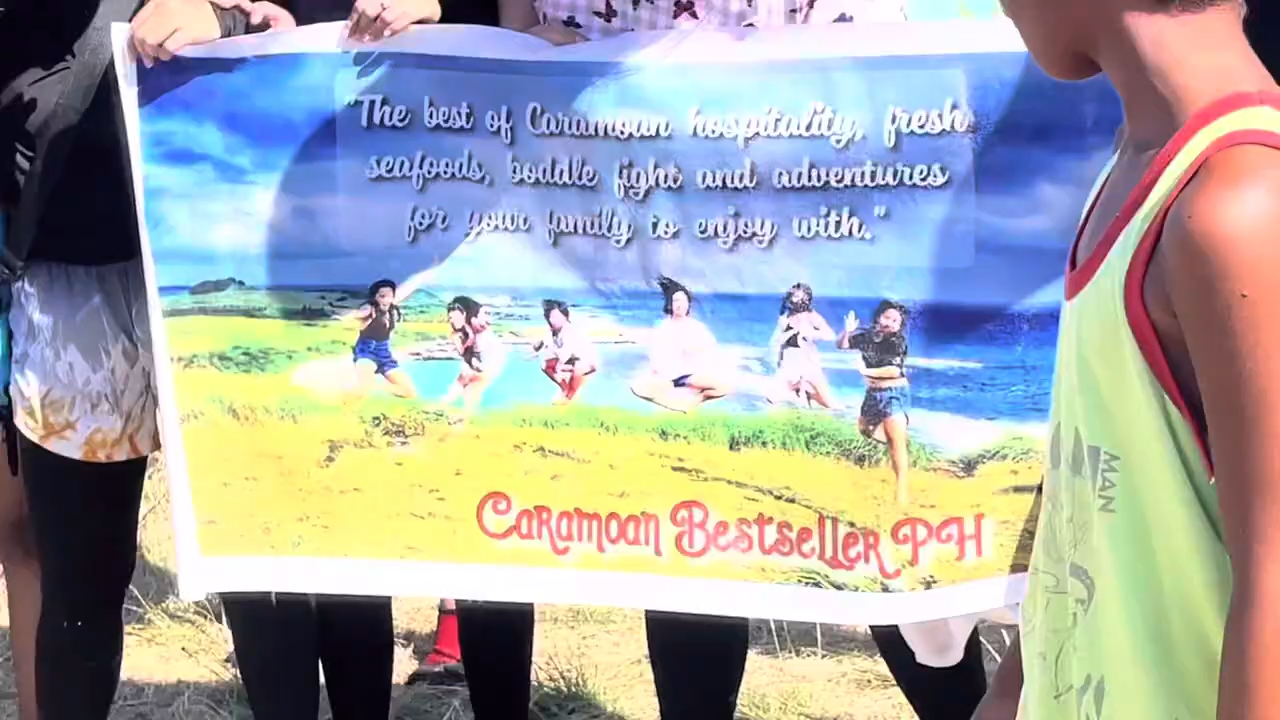 "The best of Caramoan hospitality, fresh
seafoods, boddle fight and adventures
for your family to enjoy with."
Caramoan Bestseller PH
MAN